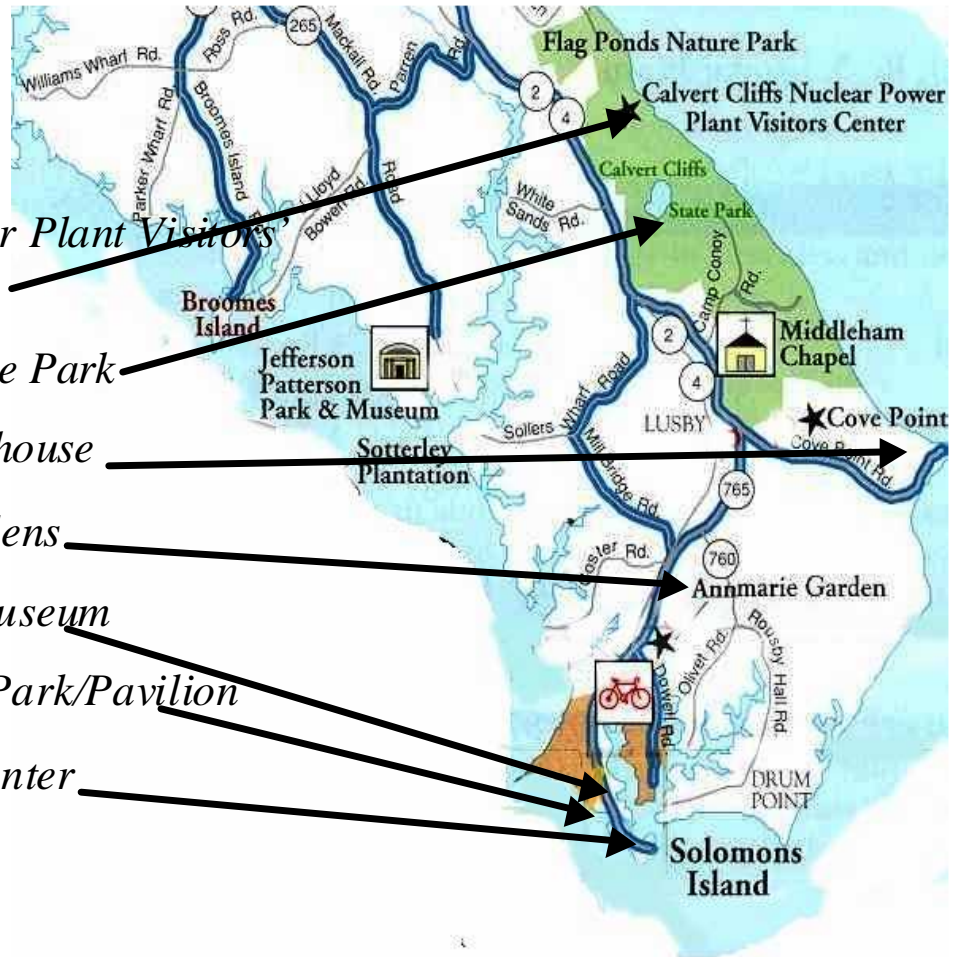 265
Ross Rd.
Mackall Rd.
Parren
Rd.
Flag Ponds Nature Park
Williams Wharf Rd.
2
4
Calvert Cliffs Nuclear Power
Plant Visitors Center
Parker Wharf Rd.
Broomes Island
Road
Lloyd
Bowen Rd.
Calvert Cliffs
State Park
White
Sands Rd.
r Plant Visitors'
Camp Conoy
Rd.
Broomes
Island
2
Middleham
Chapel
Jefferson
Patterson
Park & Museum
e Park
4
Sollers Wharf Road
LUSBY
Cove Point
Cove Point Rd.
house
Sotterley
Plantation
Mill Bridge Rd.
765
ens
760
Coster Rd.
Annmarie Garden
useum
Olivet Rd.
Rousby Hall Rd.
Dowell Rd.
Park/Pavilion
nter
DRUM
POINT
Solomons
Island